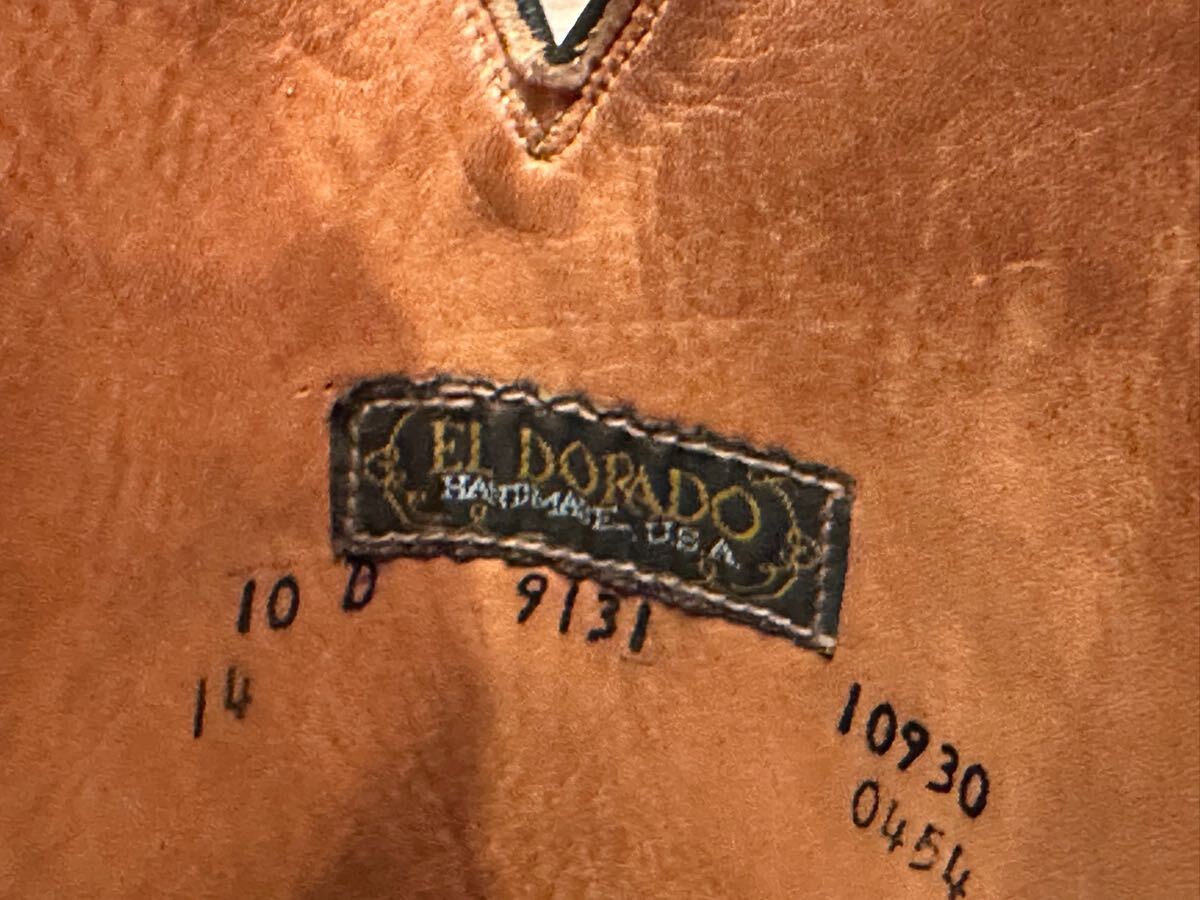 EL DORADO
HANDMADE U.S.A.
10 D 9131
14
10930
0454